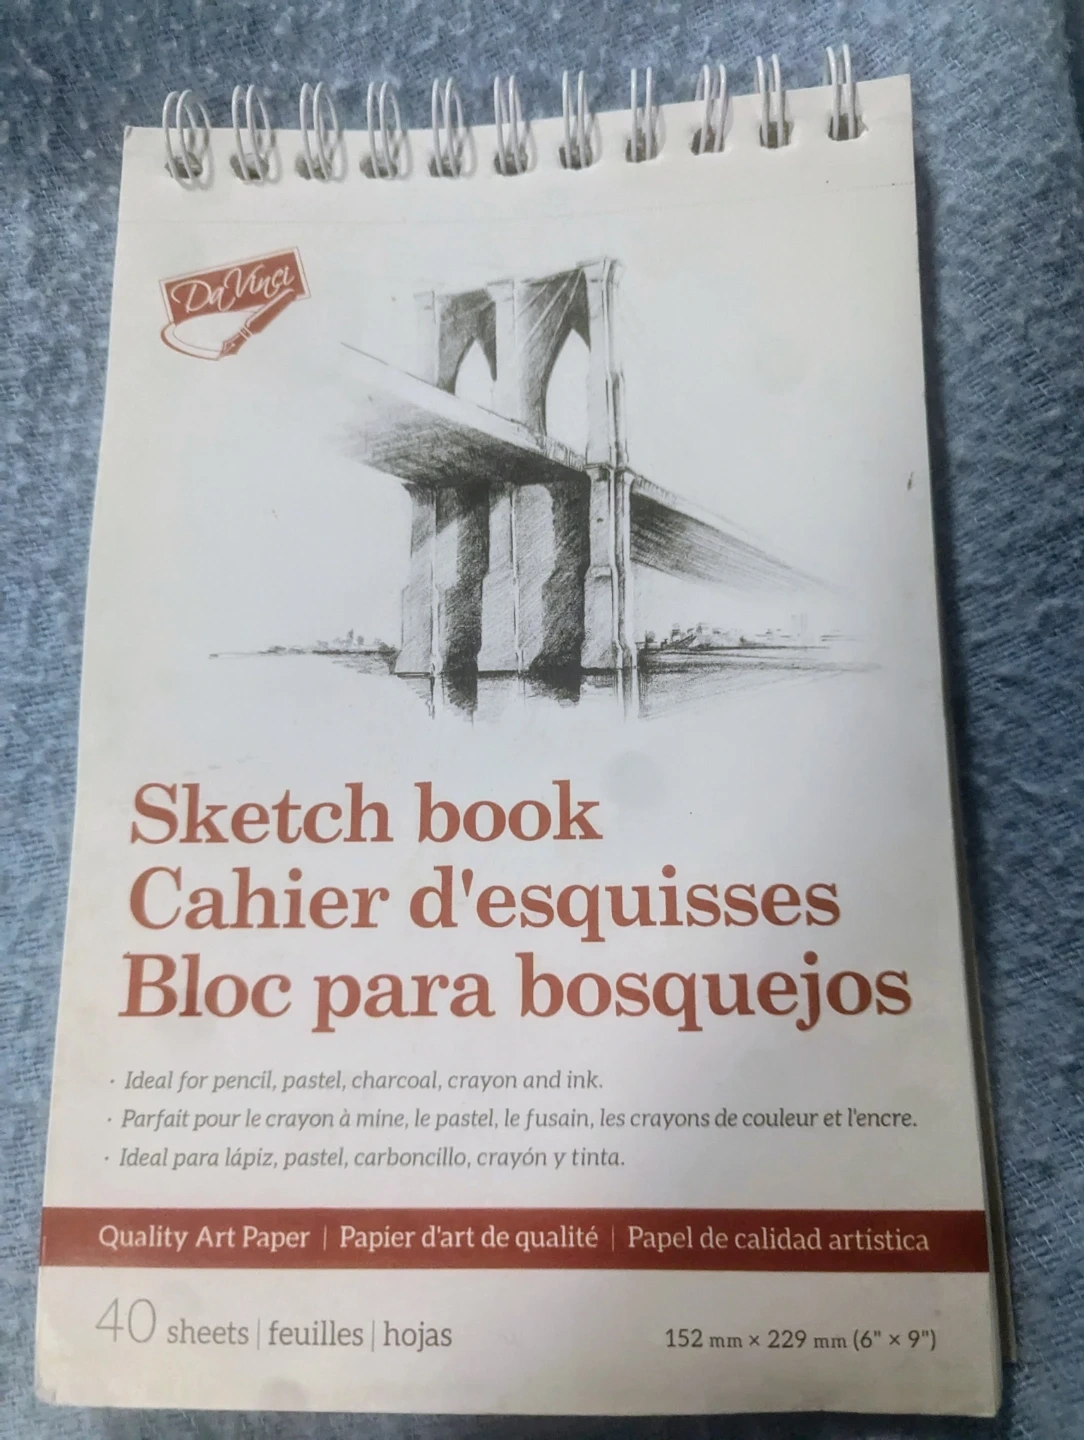 Da Vinci
Sketch book
Cahier d'esquisses
Bloc para bosquejos
· Ideal for pencil, pastel, charcoal, crayon and ink.
· Parfait pour le crayon à mine, le pastel, le fusain, les crayons de couleur et l'encre.
· Ideal para lápiz, pastel, carboncillo, crayón y tinta.
Quality Art Paper | Papier d'art de qualité | Papel de calidad artística
40 sheets | feuilles | hojas
152 mm × 229 mm (6" × 9")